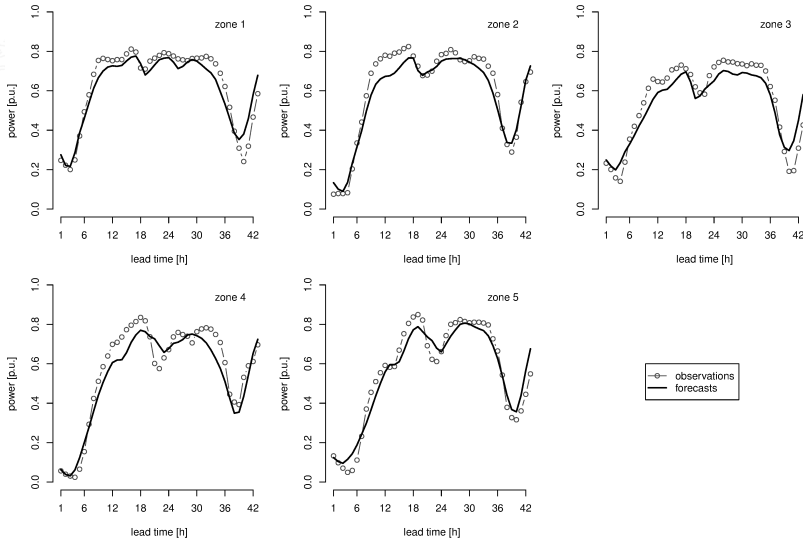 zone 1
power [p.u.]
0.0 0.2 0.4 0.6 0.8 1.0
1 6 12 18 24 30 36 42
lead time [h]
zone 2
power [p.u.]
0.0 0.2 0.4 0.6 0.8 1.0
1 6 12 18 24 30 36 42
lead time [h]
zone 3
power [p.u.]
0.0 0.2 0.4 0.6 0.8 1.0
1 6 12 18 24 30 36 42
lead time [h]
zone 4
power [p.u.]
0.0 0.2 0.4 0.6 0.8 1.0
1 6 12 18 24 30 36 42
lead time [h]
zone 5
power [p.u.]
0.0 0.2 0.4 0.6 0.8 1.0
1 6 12 18 24 30 36 42
lead time [h]
observations
forecasts